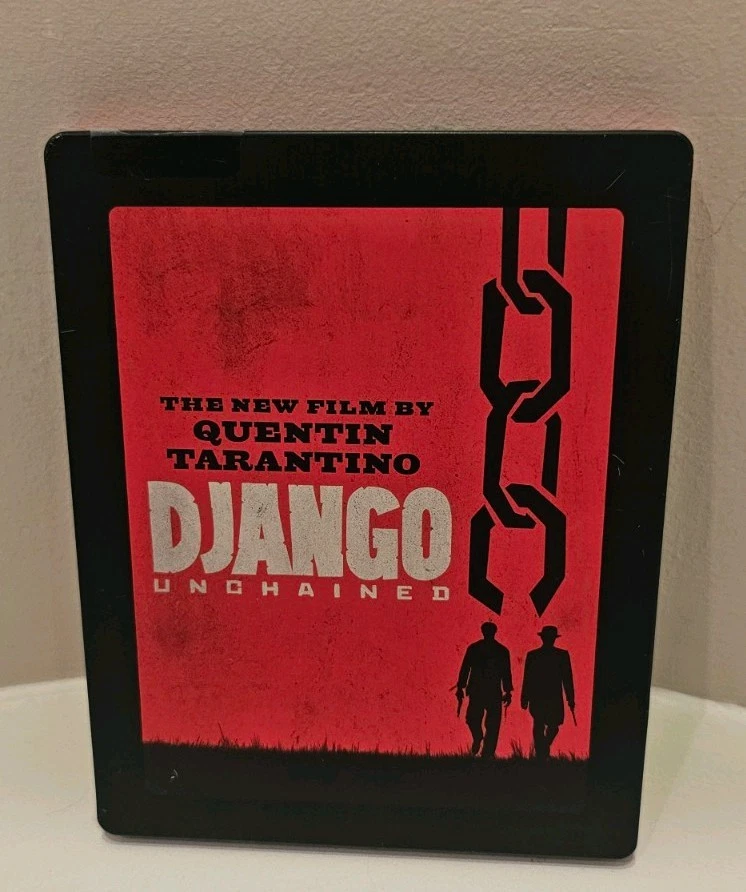 THE NEW FILM BY
QUENTIN
TARANTINO
DJANGO
UNCHAINED